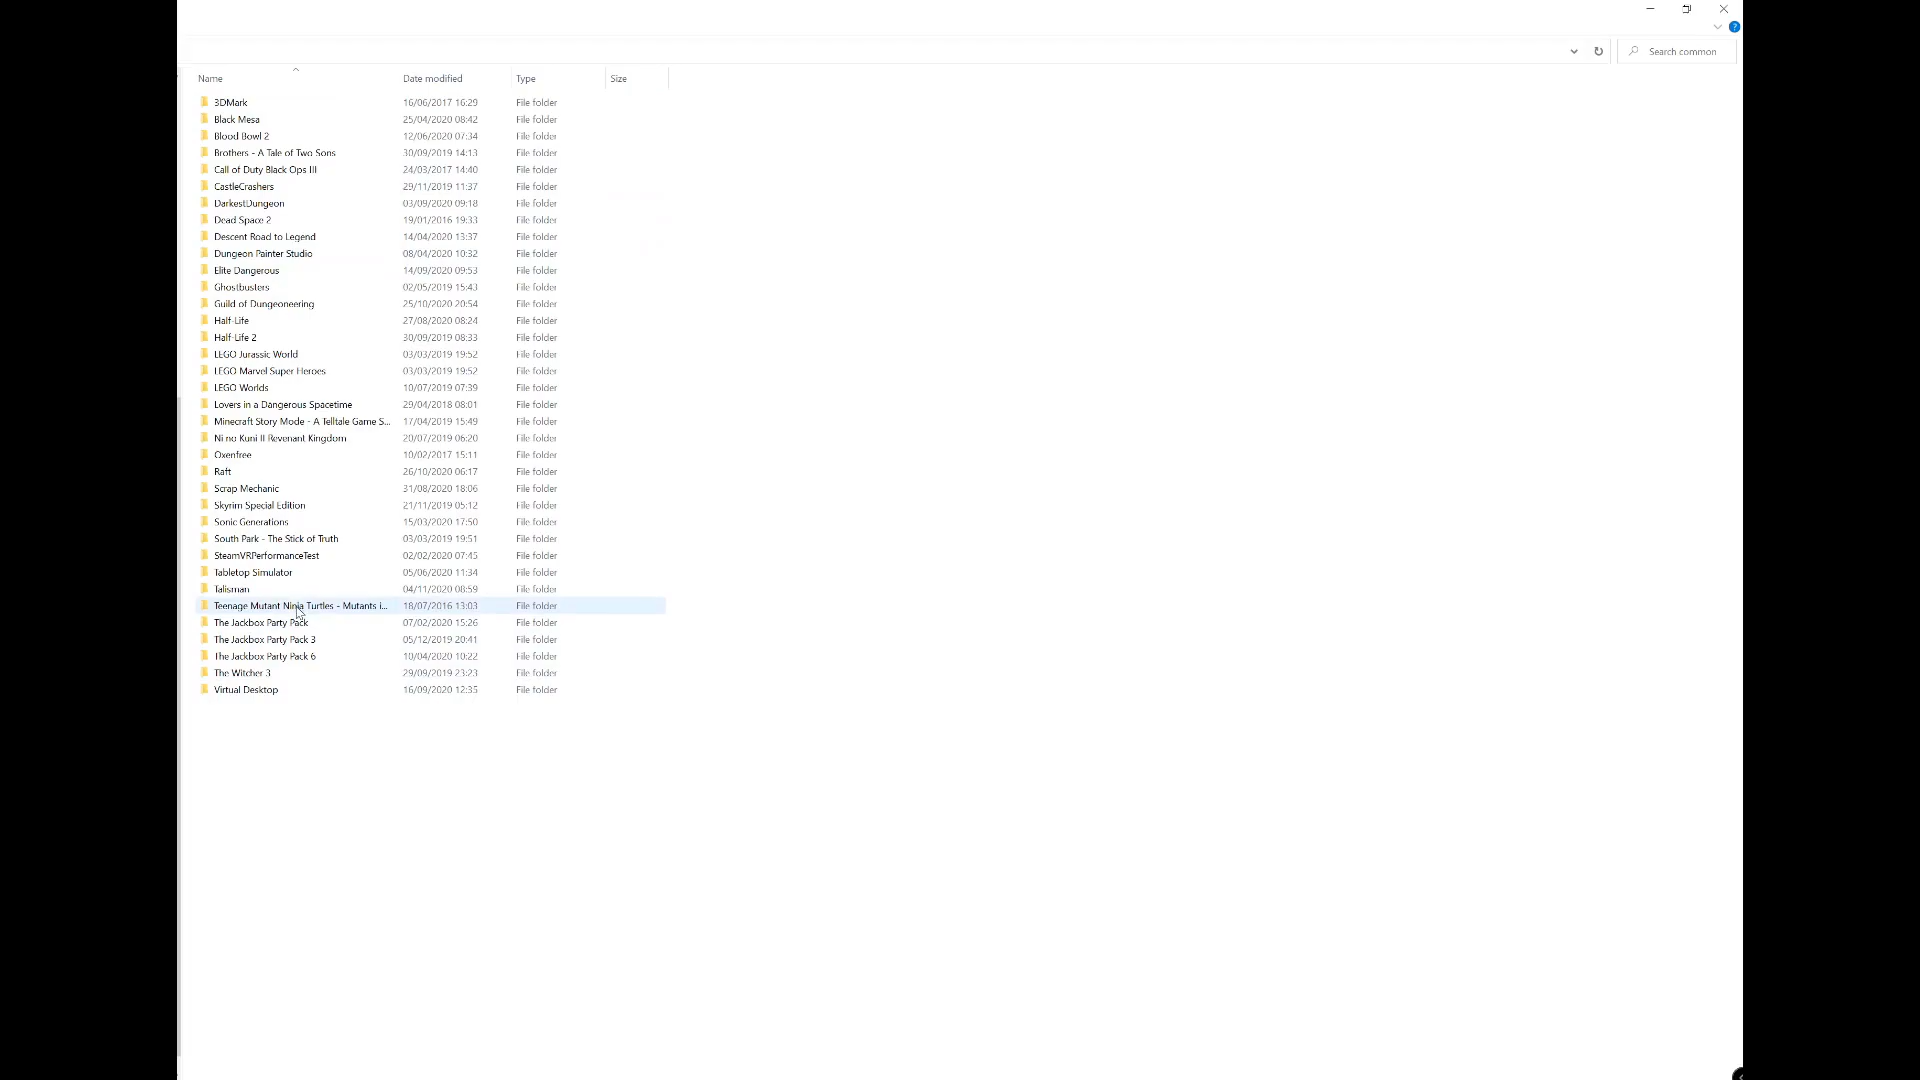 Search common
Name Date modified Type Size
3DMark 16/06/2017 16:29 File folder
Black Mesa 25/04/2020 08:42 File folder
Blood Bowl 2 12/06/2020 07:34 File folder
Brothers - A Tale of Two Sons 30/09/2019 14:13 File folder
Call of Duty Black Ops III 24/03/2017 14:40 File folder
CastleCrashers 29/11/2019 11:37 File folder
DarkestDungeon 03/09/2020 09:18 File folder
Dead Space 2 19/01/2016 19:33 File folder
Descent Road to Legend 14/04/2020 13:37 File folder
Dungeon Painter Studio 08/04/2020 10:32 File folder
Elite Dangerous 14/09/2020 09:53 File folder
Ghostbusters 02/05/2019 15:43 File folder
Guild of Dungeoneering 25/10/2020 20:54 File folder
Half-Life 27/08/2020 08:24 File folder
Half-Life 2 30/09/2019 08:33 File folder
LEGO Jurassic World 03/03/2019 19:52 File folder
LEGO Marvel Super Heroes 03/03/2019 19:52 File folder
LEGO Worlds 10/07/2019 07:39 File folder
Lovers in a Dangerous Spacetime 29/04/2018 08:01 File folder
Minecraft Story Mode - A Telltale Game S... 17/04/2019 15:49 File folder
Ni no Kuni II Revenant Kingdom 20/07/2019 06:20 File folder
Oxenfree 10/02/2017 15:11 File folder
Raft 26/10/2020 06:17 File folder
Scrap Mechanic 31/08/2020 18:06 File folder
Skyrim Special Edition 21/11/2019 05:12 File folder
Sonic Generations 15/03/2020 17:50 File folder
South Park - The Stick of Truth 03/03/2019 19:51 File folder
SteamVRPerformanceTest 02/02/2020 07:45 File folder
Tabletop Simulator 05/06/2020 11:34 File folder
Talisman 04/11/2020 08:59 File folder
Teenage Mutant Ninja Turtles - Mutants i... 18/07/2016 13:03 File folder
The Jackbox Party Pack 07/02/2020 15:26 File folder
The Jackbox Party Pack 3 05/12/2019 20:41 File folder
The Jackbox Party Pack 6 10/04/2020 10:22 File folder
The Witcher 3 29/09/2019 23:23 File folder
Virtual Desktop 16/09/2020 12:35 File folder